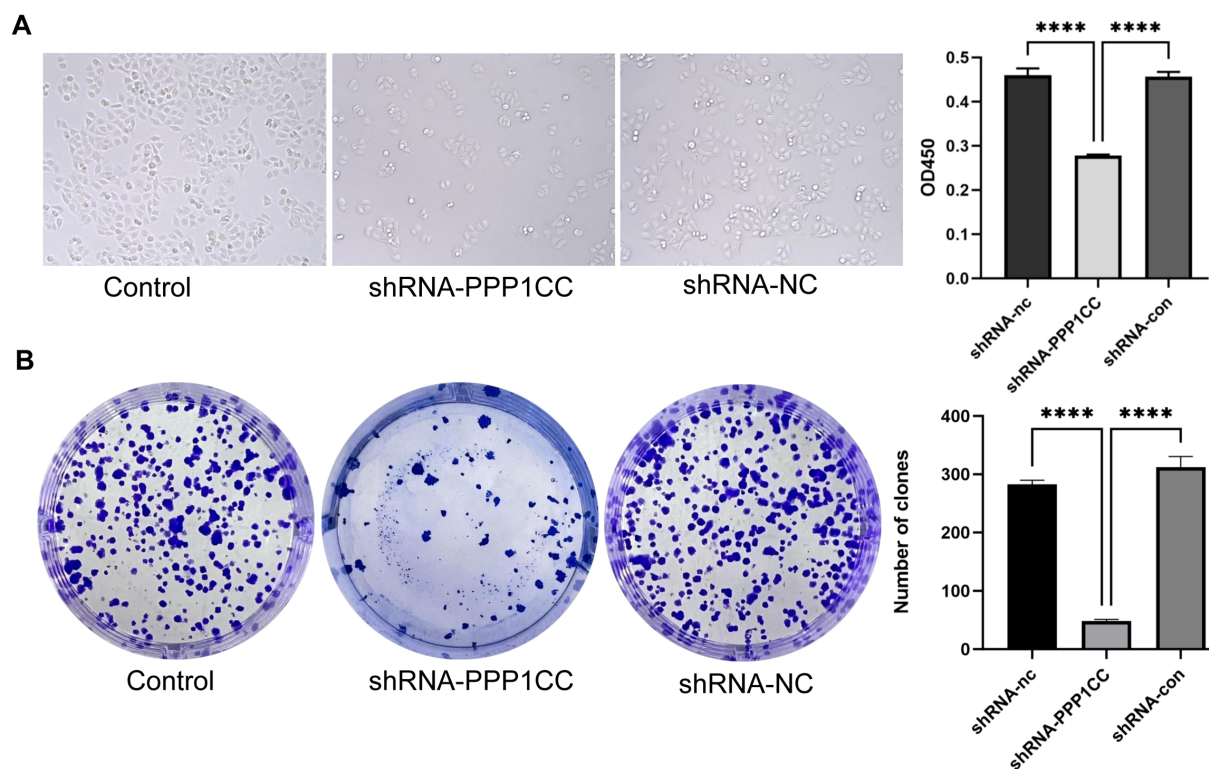 A
Control
shRNA-PPP1CC
shRNA-NC
**** ****
OD450
0.5
0.4
0.3
0.2
0.1
0.0
shRNA-nc
shRNA-PPP1CC
shRNA-con
B
Control
shRNA-PPP1CC
shRNA-NC
**** ****
Number of clones
400
300
200
100
0
shRNA-nc
shRNA-PPP1CC
shRNA-con